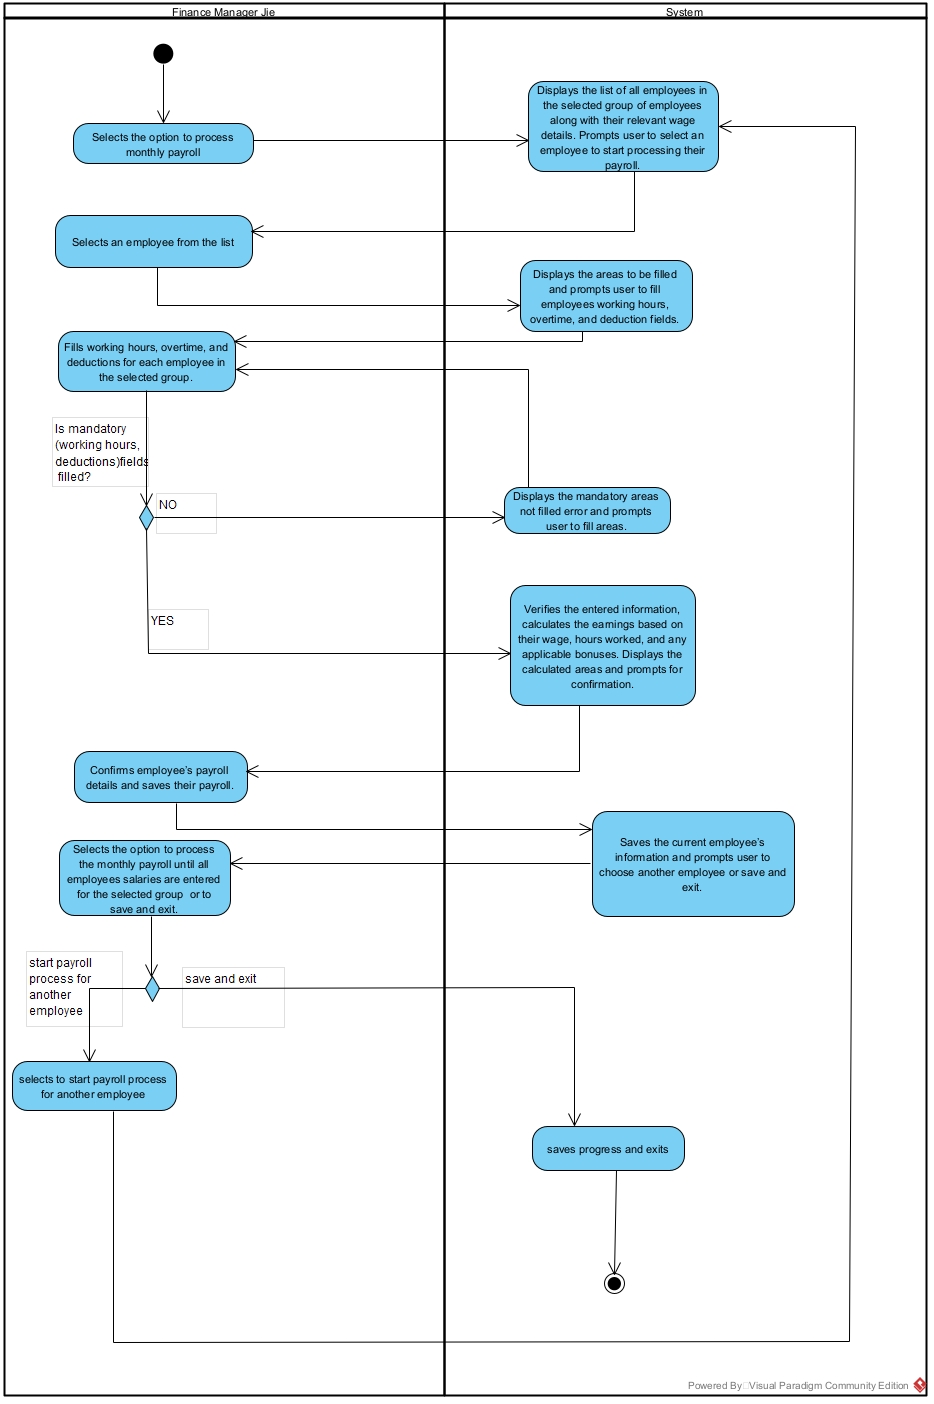 Finance Manager Jie
System
Selects the option to process
monthly payroll
Displays the list of all employees in
the selected group of employees
along with their relevant wage
details. Prompts user to select an
employee to start processing their
payroll.
Selects an employee from the list
Displays the areas to be filled
and prompts user to fill
employees working hours,
overtime, and deduction fields.
Fills working hours, overtime, and
deductions for each employee in
the selected group.
Is mandatory
(working hours,
deductions)fields
filled?
NO
Displays the mandatory areas
not filled error and prompts
user to fill areas.
YES
Verifies the entered information,
calculates the earnings based on
their wage, hours worked, and any
applicable bonuses. Displays the
calculated areas and prompts for
confirmation.
Confirms employee's payroll
details and saves their payroll.
Saves the current employee's
information and prompts user to
choose another employee or save and
exit.
Selects the option to process
the monthly payroll until all
employees salaries are entered
for the selected group or to
save and exit.
start payroll
process for
another
employee
save and exit
selects to start payroll process
for another employee
saves progress and exits
Powered By Visual Paradigm Community Edition